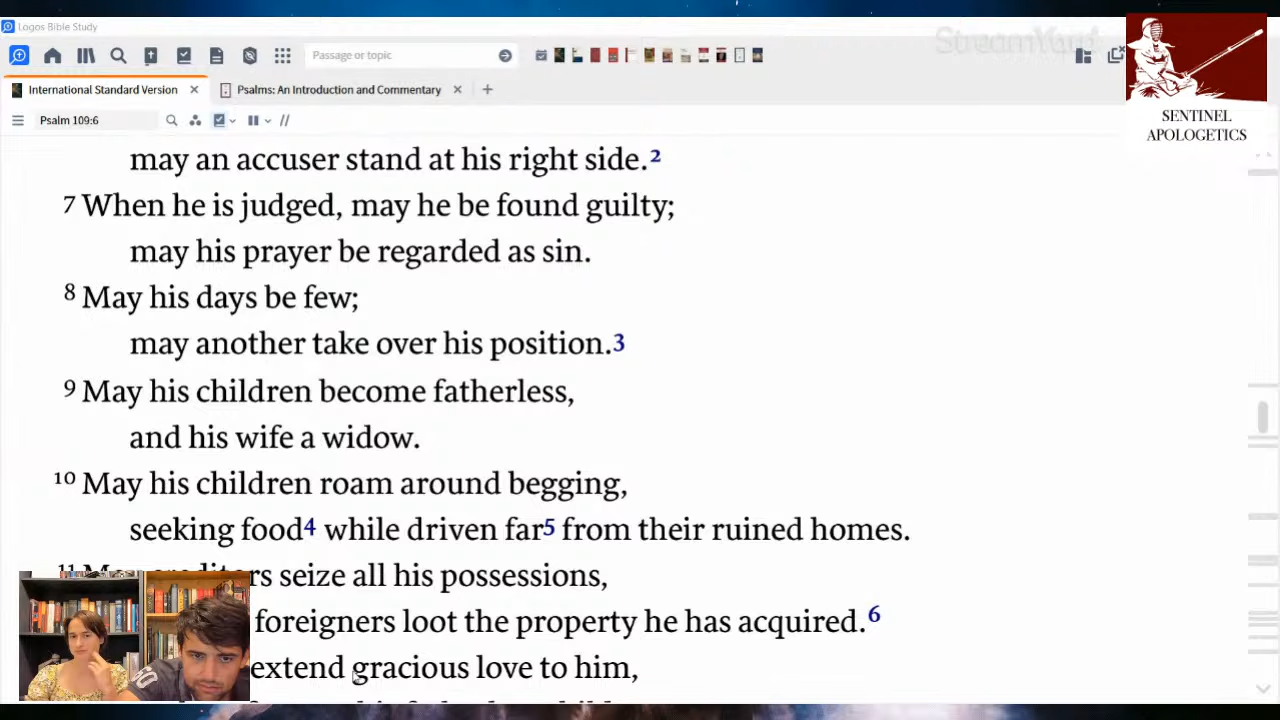 Logos Bible Study
StreamYard
Passage or topic
International Standard Version
Psalms: An Introduction and Commentary
Psalm 109:6
SENTINEL
APOLOGETICS
may an accuser stand at his right side.2
7 When he is judged, may he be found guilty;
may his prayer be regarded as sin.
8 May his days be few;
may another take over his position.3
9 May his children become fatherless,
and his wife a widow.
10 May his children roam around begging,
seeking food4 while driven far5 from their ruined homes.
seize all his possessions,
foreigners loot the property he has acquired.6
extend gracious love to him,